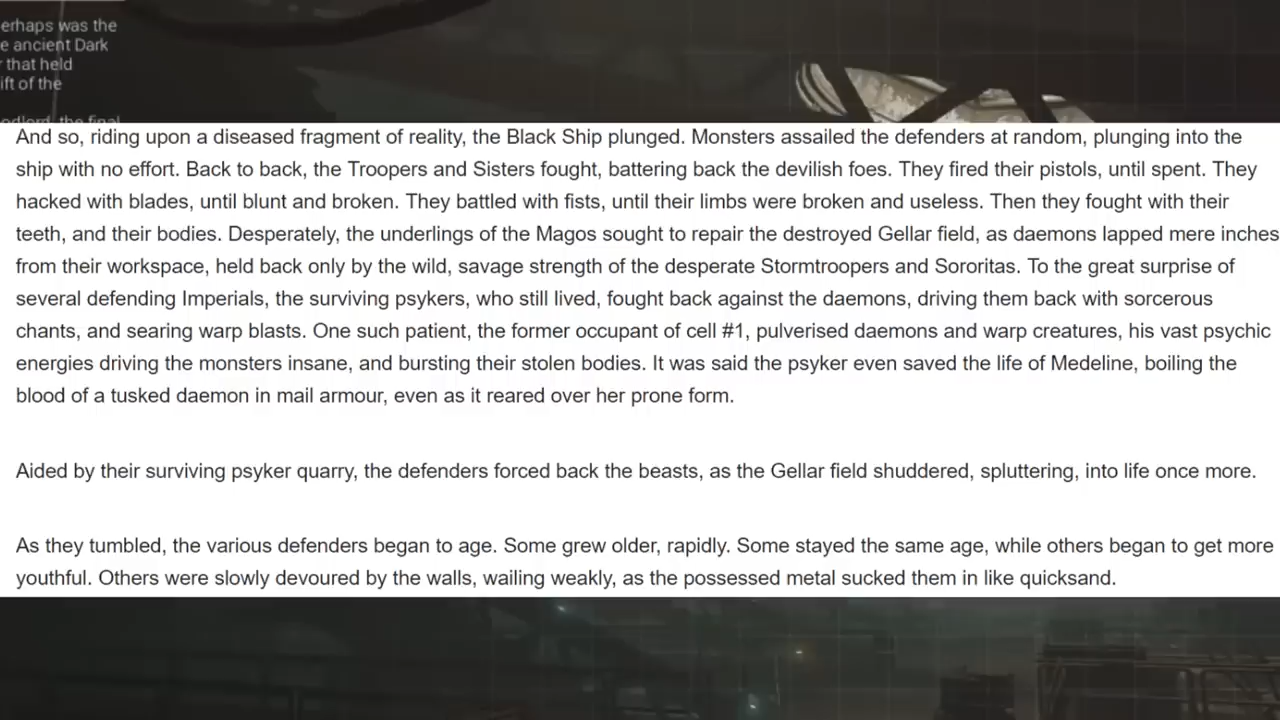 erhaps was the
e ancient Dark
that held
ift of the
the final
And so, riding upon a diseased fragment of reality, the Black Ship plunged. Monsters assailed the defenders at random, plunging into the
ship with no effort. Back to back, the Troopers and Sisters fought, battering back the devilish foes. They fired their pistols, until spent. They
hacked with blades, until blunt and broken. They battled with fists, until their limbs were broken and useless. Then they fought with their
teeth, and their bodies. Desperately, the underlings of the Magos sought to repair the destroyed Gellar field, as daemons lapped mere inches
from their workspace, held back only by the wild, savage strength of the desperate Stormtroopers and Sororitas. To the great surprise of
several defending Imperials, the surviving psykers, who still lived, fought back against the daemons, driving them back with sorcerous
chants, and searing warp blasts. One such patient, the former occupant of cell #1, pulverised daemons and warp creatures, his vast psychic
energies driving the monsters insane, and bursting their stolen bodies. It was said the psyker even saved the life of Medeline, boiling the
blood of a tusked daemon in mail armour, even as it reared over her prone form.
Aided by their surviving psyker quarry, the defenders forced back the beasts, as the Gellar field shuddered, spluttering, into life once more.
As they tumbled, the various defenders began to age. Some grew older, rapidly. Some stayed the same age, while others began to get more
youthful. Others were slowly devoured by the walls, wailing weakly, as the possessed metal sucked them in like quicksand.